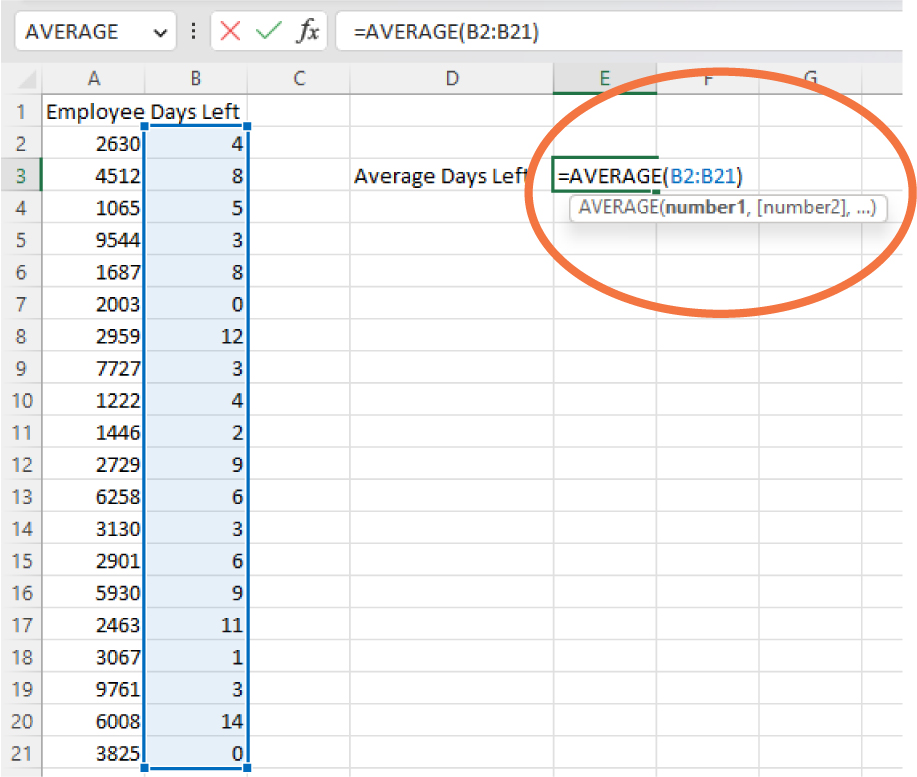 AVERAGE fx =AVERAGE(B2:B21)
A B C D E F G
1 Employee Days Left
2 2630 4
3 4512 8 Average Days Left =AVERAGE(B2:B21)
4 1065 5 AVERAGE(number1, [number2], ...)
5 9544 3
6 1687 8
7 2003 0
8 2959 12
9 7727 3
10 1222 4
11 1446 2
12 2729 9
13 6258 6
14 3130 3
15 2901 6
16 5930 9
17 2463 11
18 3067 1
19 9761 3
20 6008 14
21 3825 0